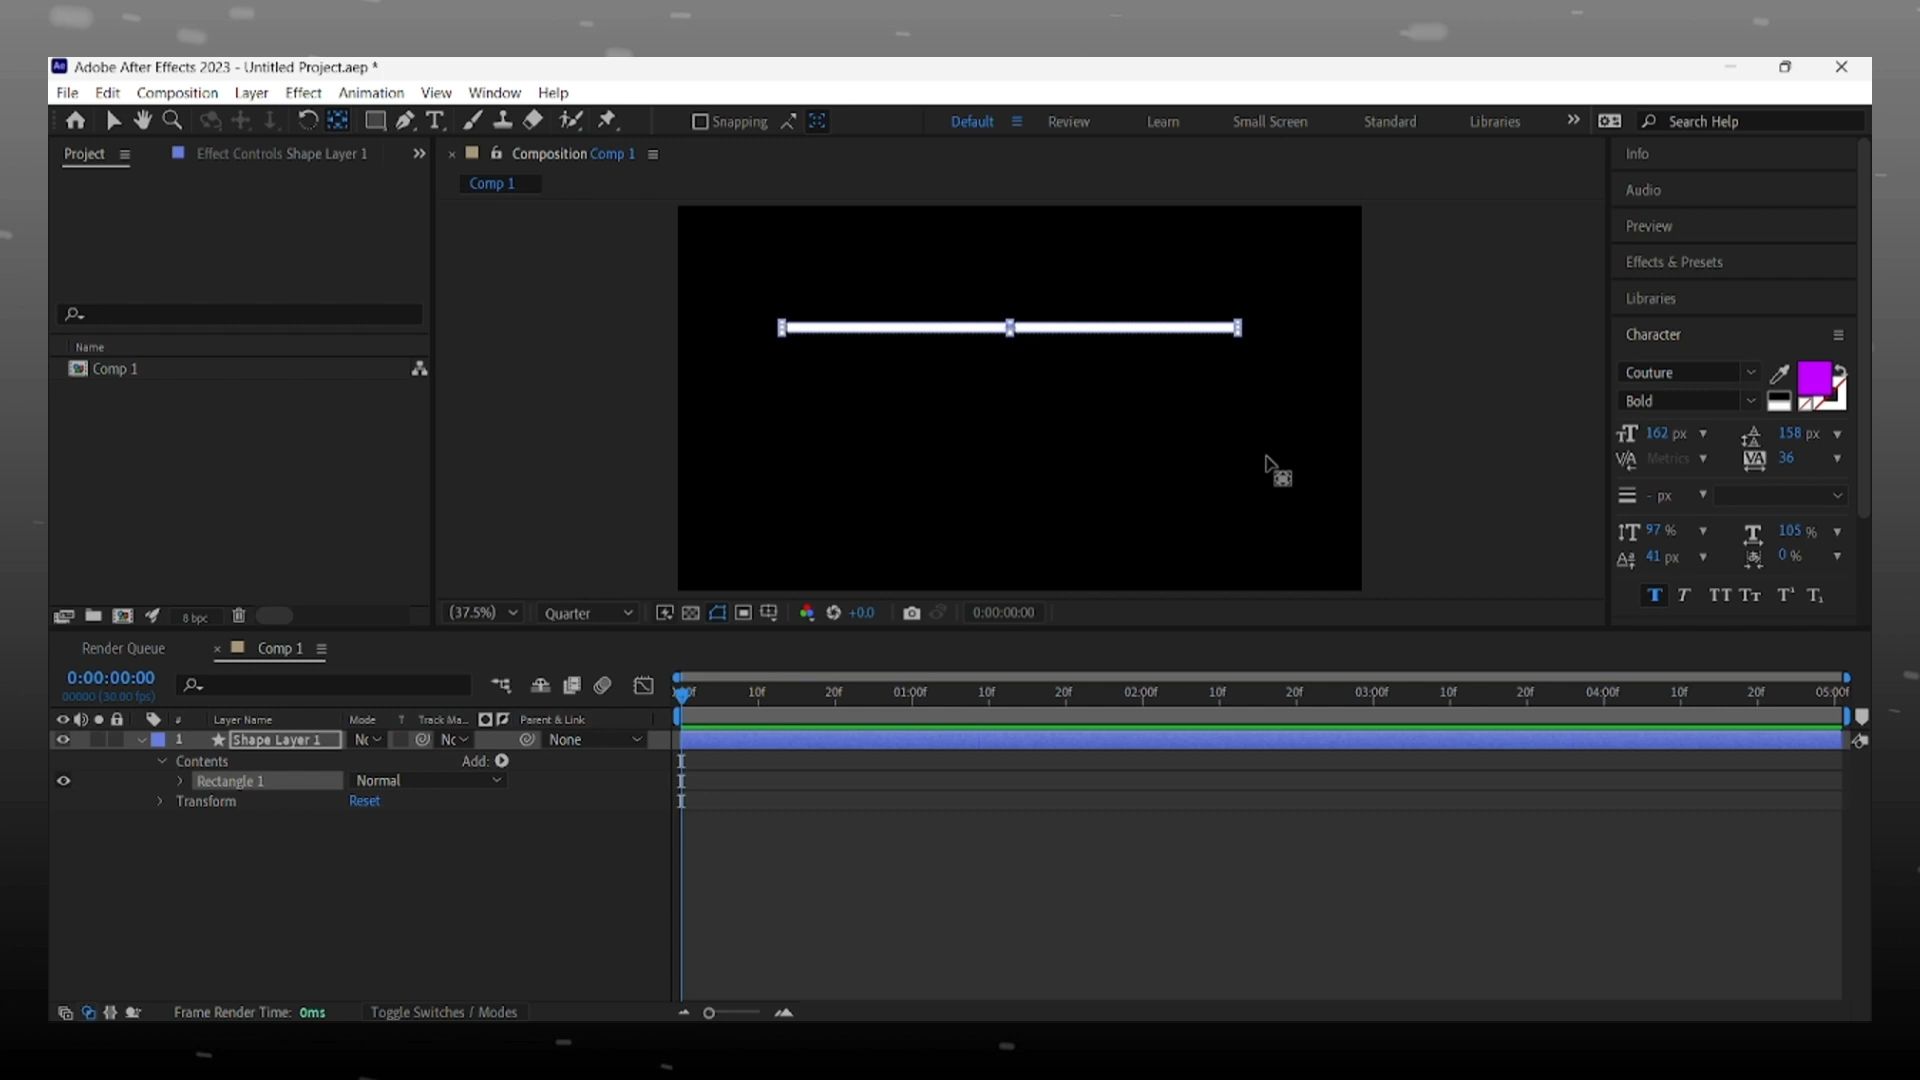 Adobe After Effects 2023 - Untitled Project.aep *
File Edit Composition Layer Effect Animation View Window Help
Snapping Default Review Learn Small Screen Standard Libraries Search Help
Project Effect Controls Shape Layer 1 Composition Comp 1
Comp 1
Name
Comp 1
Info
Audio
Preview
Effects & Presets
Libraries
Character
Couture
Bold
162 px 158 px
Metrics 36
- px
97 % 105 %
41 px 0 %
T T TT Tт T¹ T₁
8 bpc (37.5%) Quarter +0.0 0:00:00:00
Render Queue Comp 1
0:00:00:00
00000 (30.00 fps)
10f 20f 01:00f 10f 20f 02:00f 10f 20f 03:00f 10f 20f 04:00f 10f 20f 05:00f
# Layer Name Mode T Track Ma... Parent & Link
1 Shape Layer 1 Nc Nc None
Contents Add:
Rectangle 1 Normal
Transform Reset
Frame Render Time: 0ms Toggle Switches / Modes